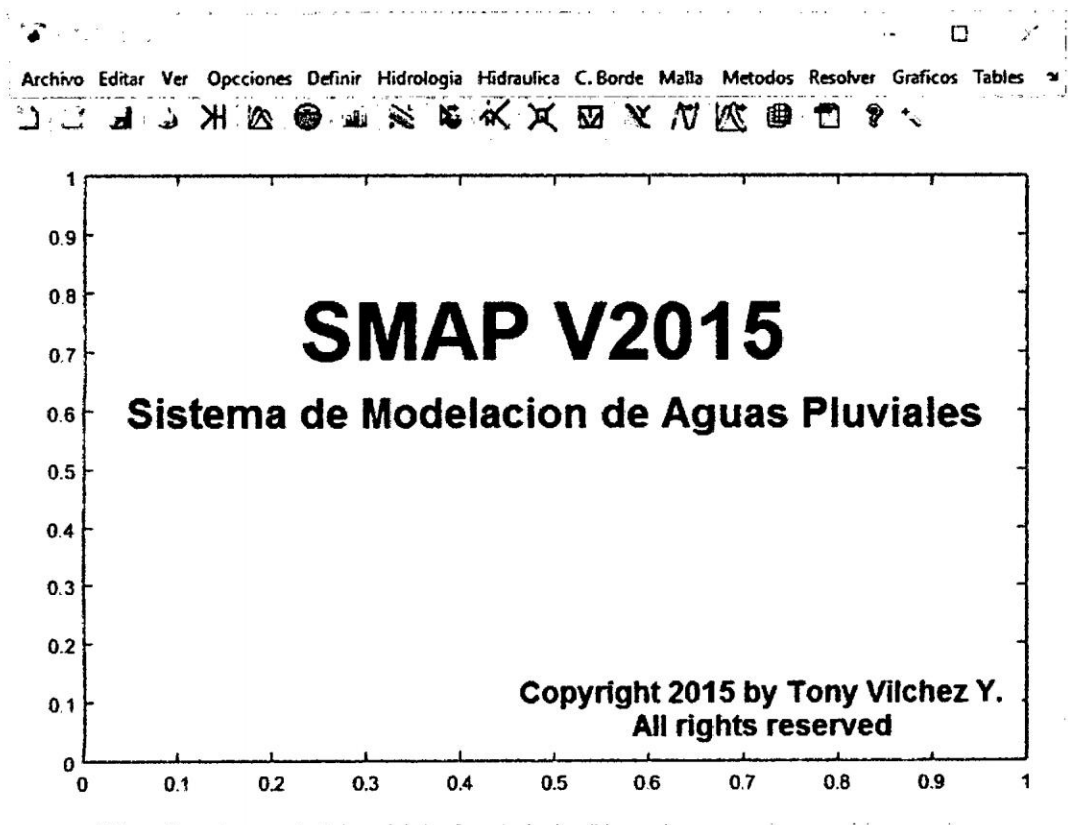 Archivo Editar Ver Opcciones Definir Hidrologia Hidraulica C. Borde Malla Metodos Resolver Graficos Tables
1
0.9
0.8
SMAP V2015
0.7
Sistema de Modelacion de Aguas Pluviales
0.6
0.5
0.4
0.3
0.2
Copyright 2015 by Tony Vilchez Y.
0.1
All rights reserved
0
0 0.1 0.2 0.3 0.4 0.5 0.6 0.7 0.8 0.9 1